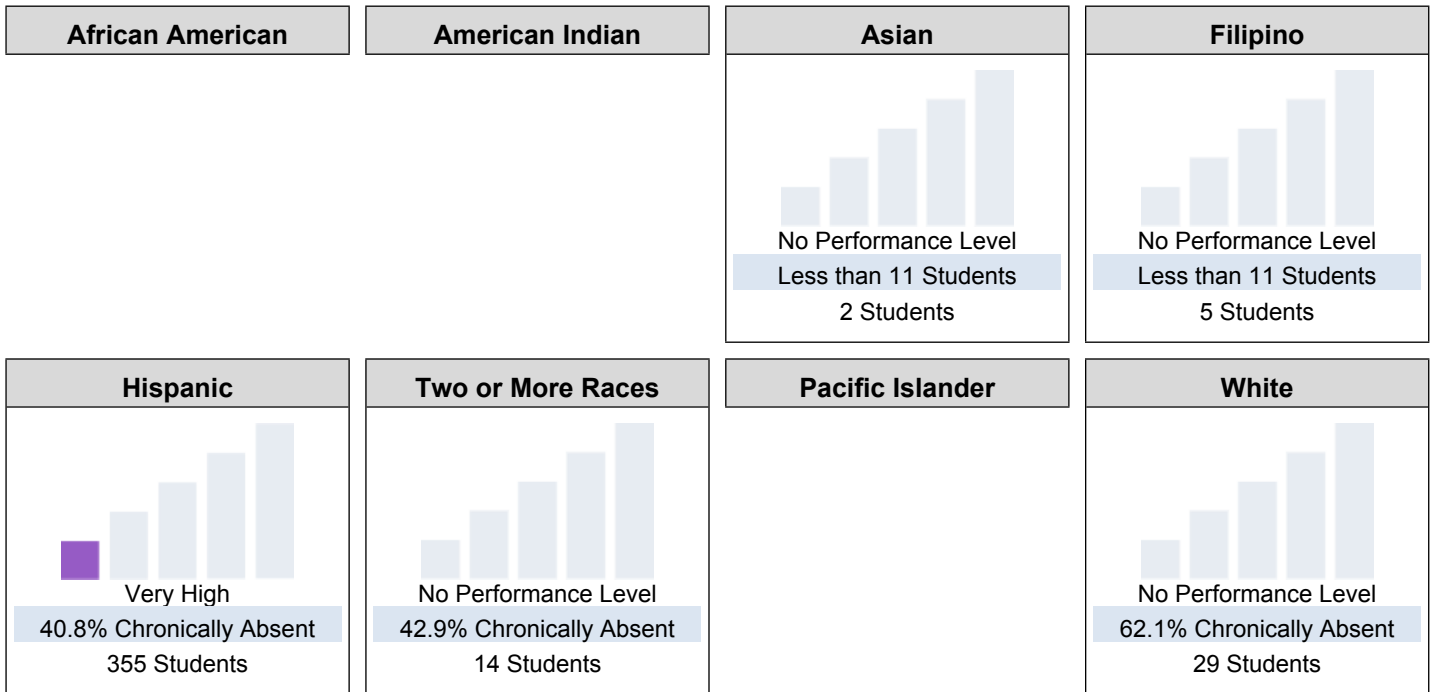 African American
American Indian
Asian
Filipino
No Performance Level
Less than 11 Students
2 Students
No Performance Level
Less than 11 Students
5 Students
Hispanic
Two or More Races
Pacific Islander
White
Very High
40.8% Chronically Absent
355 Students
No Performance Level
42.9% Chronically Absent
14 Students
No Performance Level
62.1% Chronically Absent
29 Students